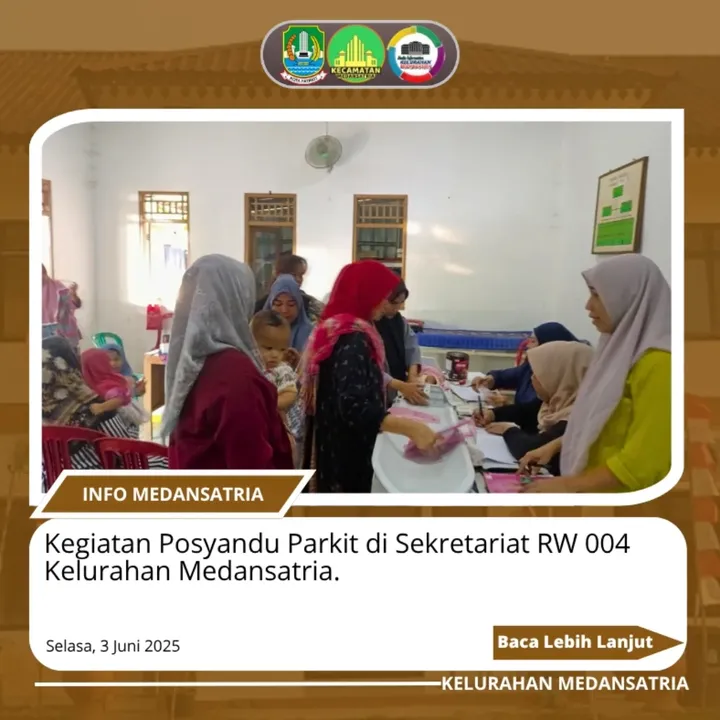 KECAMATAN
INFO MEDANSATRIA
Kegiatan Posyandu Parkit di Sekretariat RW 004
Kelurahan Medansatria.
Selasa, 3 Juni 2025
Baca Lebih Lanjut
KELURAHAN MEDANSATRIA